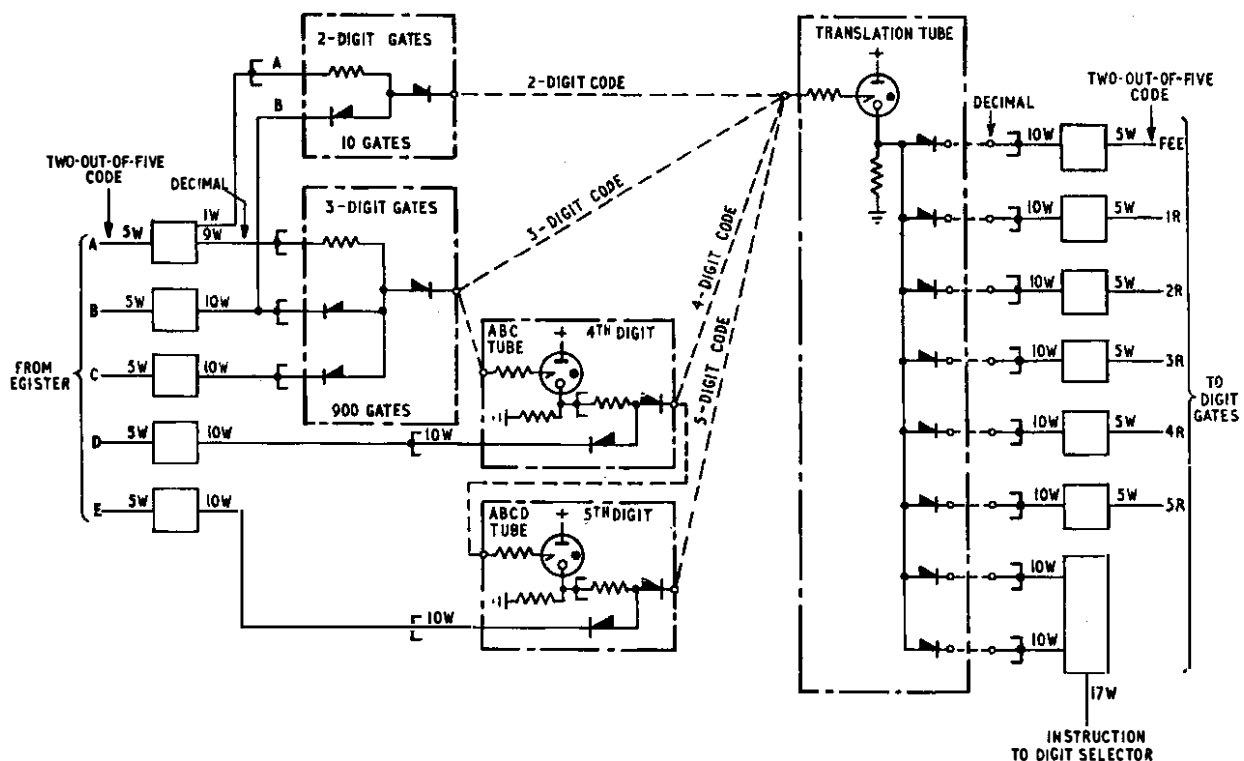 2-DIGIT GATES
A
B
10 GATES
2-DIGIT CODE
TRANSLATION TUBE
+
TWO-OUT-OF-FIVE
CODE
DECIMAL
10W
5W
FEE
TWO-OUT-OF-FIVE
CODE
DECIMAL
1W
9W
A
5W
3-DIGIT GATES
3-DIGIT CODE
10W
5W
1R
B
5W
10W
4-DIGIT CODE
5-DIGIT CODE
10W
5W
2R
FROM
EGISTER
C
5W
10W
900 GATES
ABC
TUBE
+
4TH DIGIT
10W
5W
3R
TO
DIGIT
GATES
D
5W
10W
10W
10W
5W
4R
E
5W
10W
ABCD
TUBE
+
5TH DIGIT
10W
5W
5R
10W
10W
10W
17W
INSTRUCTION
TO DIGIT SELECTOR